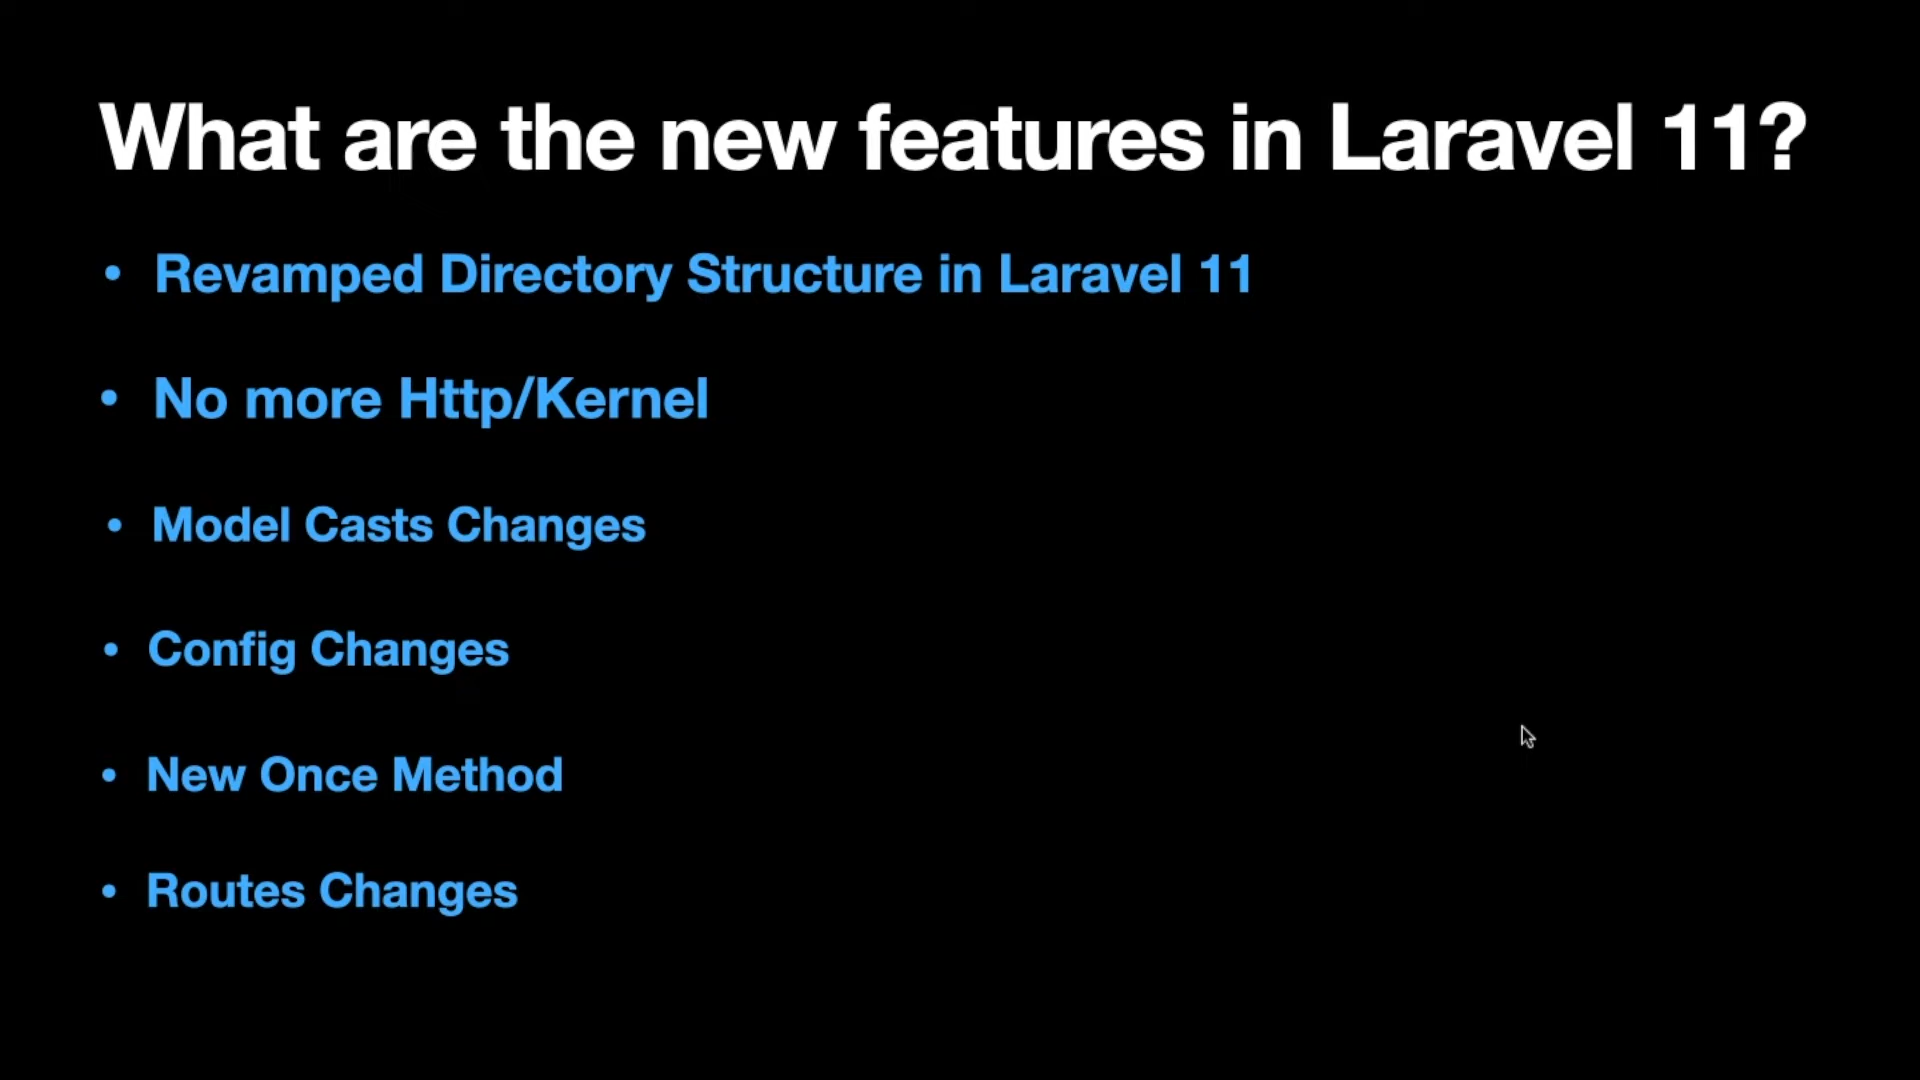 What are the new features in Laravel 11?
• Revamped Directory Structure in Laravel 11
• No more Http/Kernel
• Model Casts Changes
• Config Changes
• New Once Method
• Routes Changes